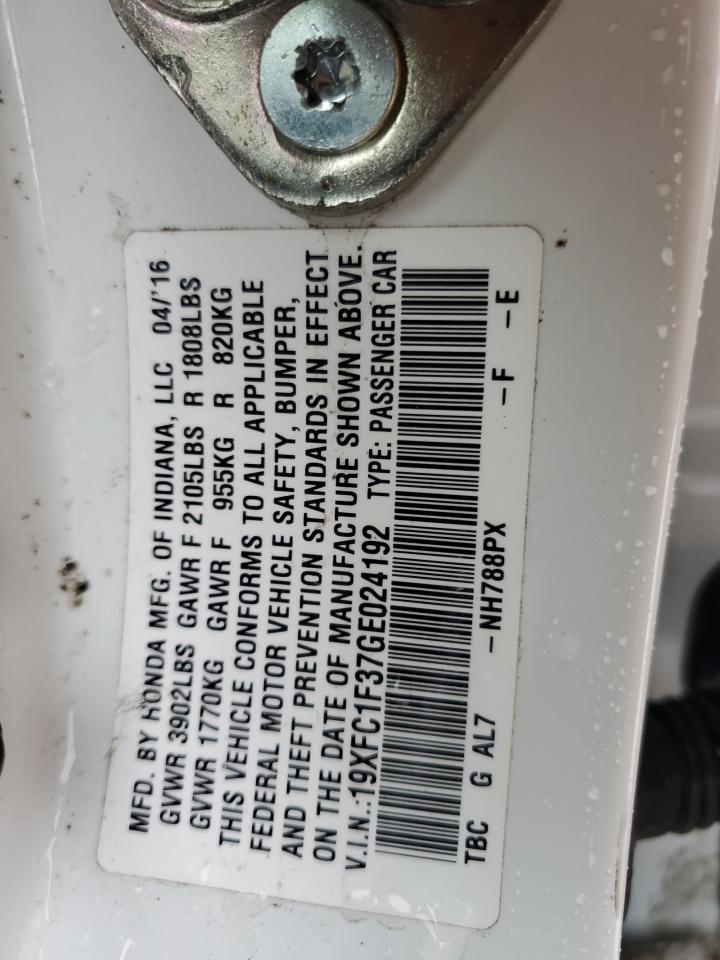 MFD. BY HONDA MFG. OF INDIANA, LLC 04/'16
GVWR 3902LBS GAWR F 2105LBS R 1808LBS
GVWR 1770KG GAWR F 955KG R 820KG
THIS VEHICLE CONFORMS TO ALL APPLICABLE
FEDERAL MOTOR VEHICLE SAFETY, BUMPER,
AND THEFT PREVENTION STANDARDS IN EFFECT
ON THE DATE OF MANUFACTURE SHOWN ABOVE.
V.I.N.:19XFC1F37GE024192 TYPE: PASSENGER CAR
TBC G AL7 -NH788PX -F -E